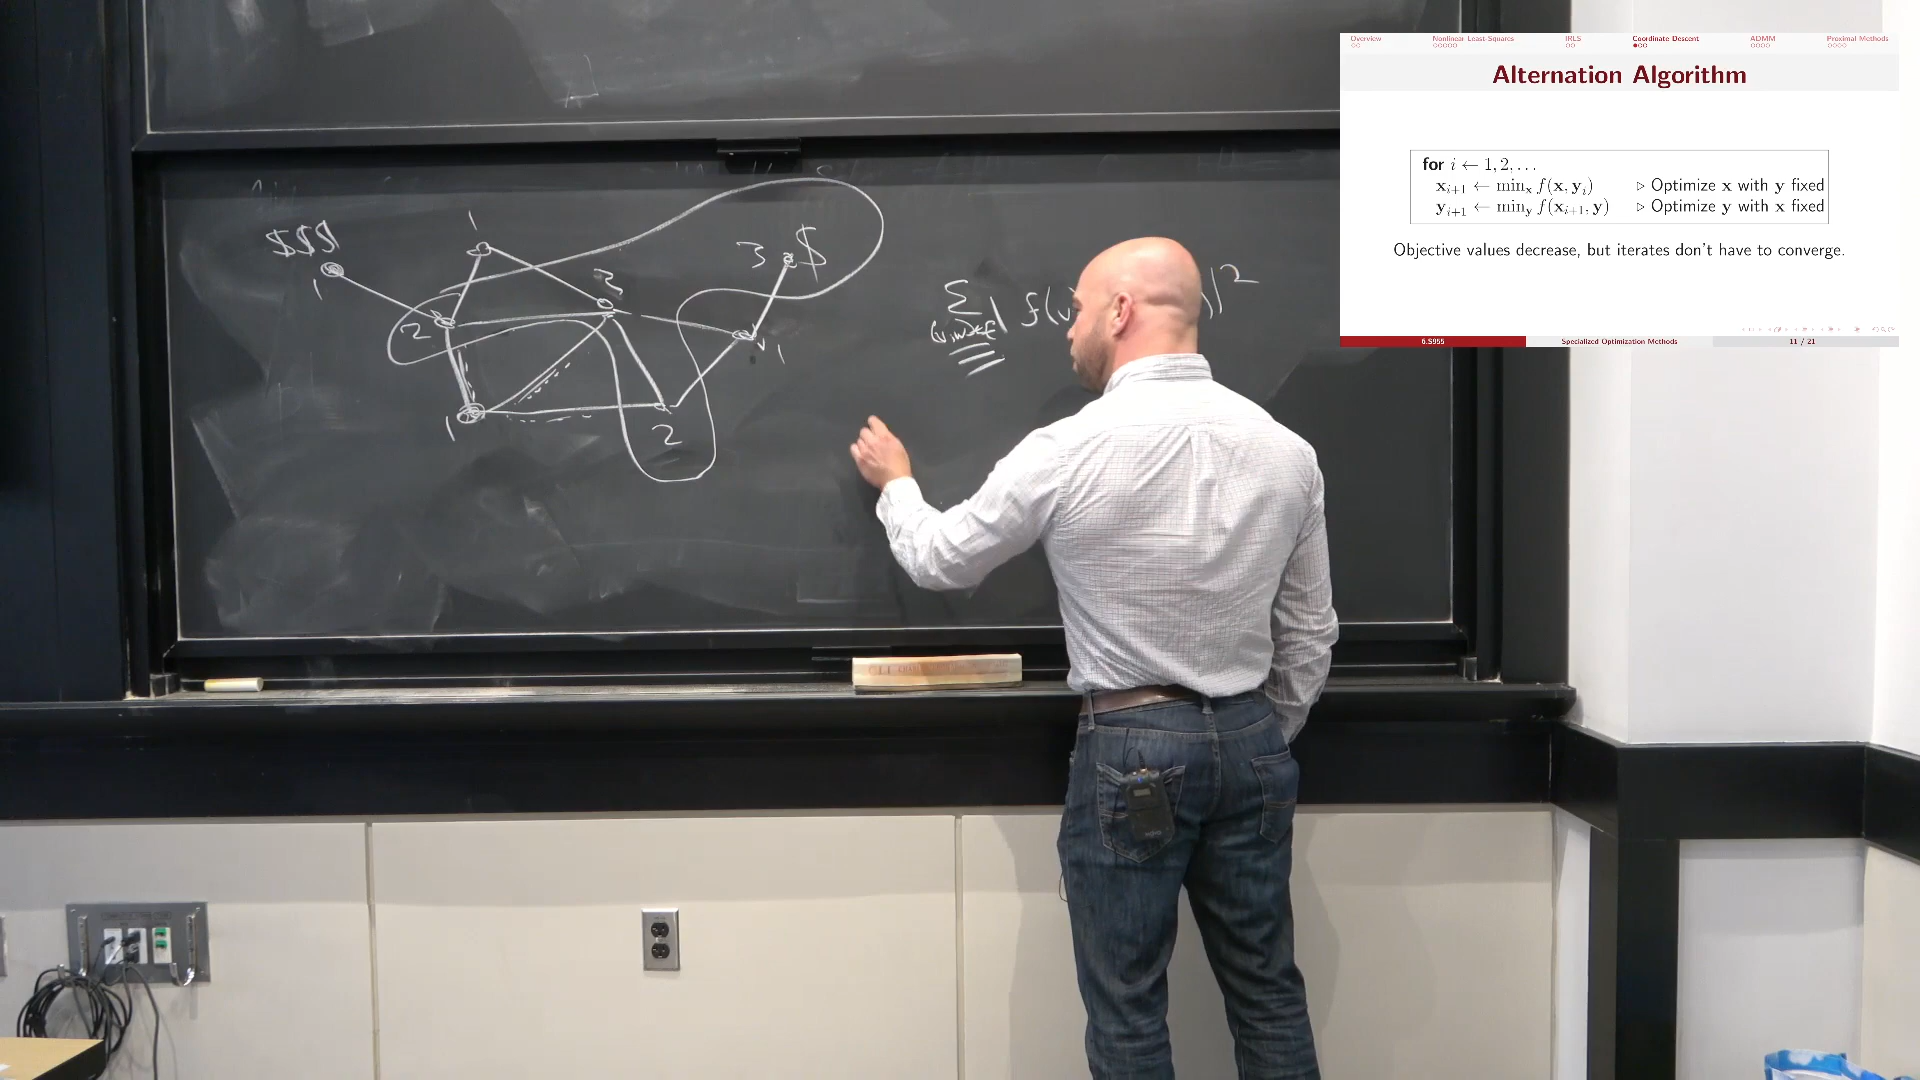 Overview
Nonlinear Least-Squares
IRLS
Coordinate Descent
ADMM
Proximal Methods
Alternation Algorithm
for i ← 1, 2, . . .
x_{i+1} ← min_x f(x, y_i) ▷ Optimize x with y fixed
y_{i+1} ← min_y f(x_{i+1}, y) ▷ Optimize y with x fixed
Objective values decrease, but iterates don't have to converge.
6.S955
Specialized Optimization Methods
11 / 21
$$$
1
1
2
3
3 $
1
1
2
Σ | f(v )|²
(v,w)∈E